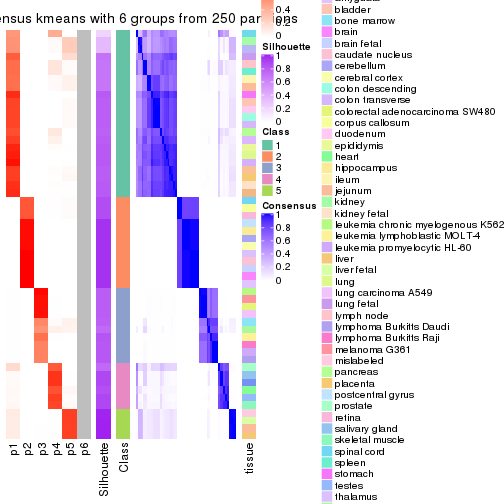 nsus kmeans with 6 groups from 250 par
ns
0.4
0.2
0
Silhouette
1
0.8
0.6
0.4
0.2
0
Class
1
2
3
4
5
Consensus
1
0.8
0.6
0.4
0.2
0
bladder
bone marrow
brain
brain fetal
caudate nucleus
cerebellum
cerebral cortex
colon descending
colon transverse
colorectal adenocarcinoma SW480
corpus callosum
duodenum
epididymis
heart
hippocampus
ileum
jejunum
kidney
kidney fetal
leukemia chronic myelogenous K562
leukemia lymphoblastic MOLT-4
leukemia promyelocytic HL-60
liver
liver fetal
lung
lung carcinoma A549
lung fetal
lymph node
lymphoma Burkitts Daudi
lymphoma Burkitts Raji
melanoma G361
mislabeled
pancreas
placenta
postcentral gyrus
prostate
retina
salivary gland
skeletal muscle
spinal cord
spleen
stomach
testes
thalamus
p1
p2
p3
p4
p5
p6
Silhouette
Class
tissue